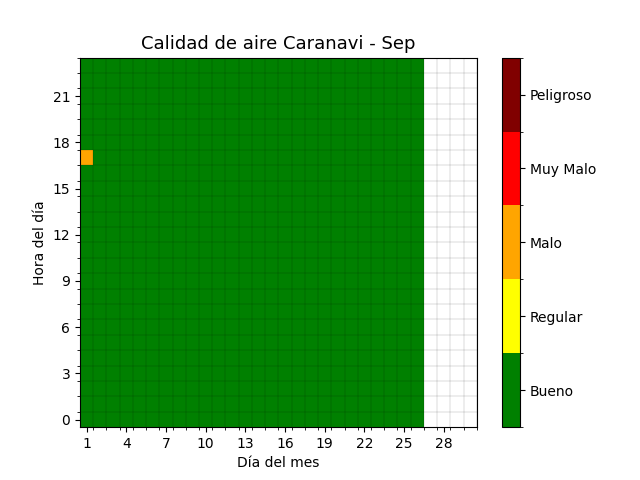 Calidad de aire Caranavi - Sep
Hora del día
21
18
15
12
9
6
3
0
1 4 7 10 13 16 19 22 25 28
Día del mes
Peligroso
Muy Malo
Malo
Regular
Bueno